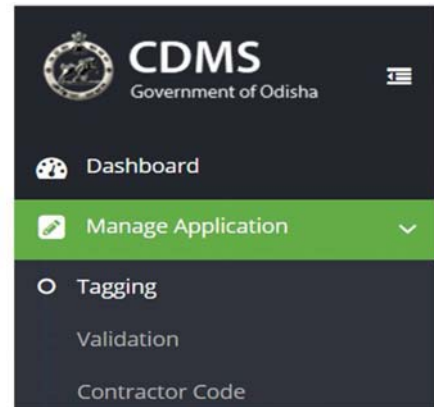 CDMS
Government of Odisha
Dashboard
Manage Application
Tagging
Validation
Contractor Code